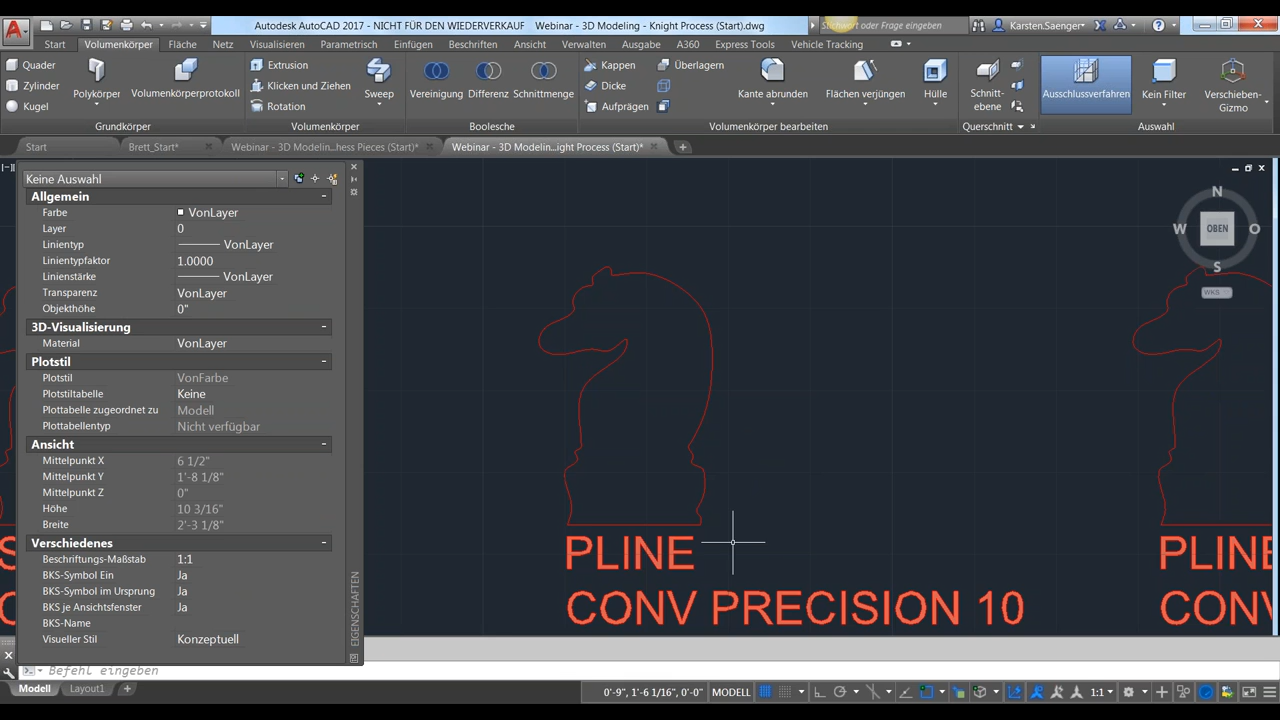 Autodesk AutoCAD 2017 - NICHT FÜR DEN WIEDERVERKAUF Webinar - 3D Modeling - Knight Process (Start).dwg
Stichwort oder Frage eingeben
Karsten.Saenger
Start Volumenkörper Fläche Netz Visualisieren Parametrisch Einfügen Beschriften Ansicht Verwalten Ausgabe A360 Express Tools Vehicle Tracking
Quader
Zylinder
Kugel
Polykörper
Volumenkörperprotokoll
Grundkörper
Extrusion
Klicken und Ziehen
Rotation
Sweep
Volumenkörper
Vereinigung Differenz Schnittmenge
Boolesche
Kappen
Dicke
Aufprägen
Überlagern
Kante abrunden
Flächen verjüngen
Hülle
Volumenkörper bearbeiten
Schnitt-
ebene
Querschnitt
Ausschlussverfahren
Kein Filter
Verschieben-
Gizmo
Auswahl
Start
Brett_Start*
Webinar - 3D Modelin...hess Pieces (Start)*
Webinar - 3D Modelin...ight Process (Start)*
Keine Auswahl
Allgemein
Farbe VonLayer
Layer 0
Linientyp VonLayer
Linientypfaktor 1.0000
Linienstärke VonLayer
Transparenz VonLayer
Objekthöhe 0"
3D-Visualisierung
Material VonLayer
Plotstil
Plotstil VonFarbe
Plotstiltabelle Keine
Plottabelle zugeordnet zu Modell
Plottabellentyp Nicht verfügbar
Ansicht
Mittelpunkt X 6 1/2"
Mittelpunkt Y 1'-8 1/8"
Mittelpunkt Z 0"
Höhe 10 3/16"
Breite 2'-3 1/8"
Verschiedenes
Beschriftungs-Maßstab 1:1
BKS-Symbol Ein Ja
BKS-Symbol im Ursprung Ja
BKS je Ansichtsfenster Ja
BKS-Name
Visueller Stil Konzeptuell
EIGENSCHAFTEN
[−]
N
W OBEN O
S
WKS
PLINE
CONV PRECISION 10
PLINE
CONV
Befehl eingeben
Modell Layout1 +
0'-9", 1'-6 1/16", 0'-0" MODELL 1:1